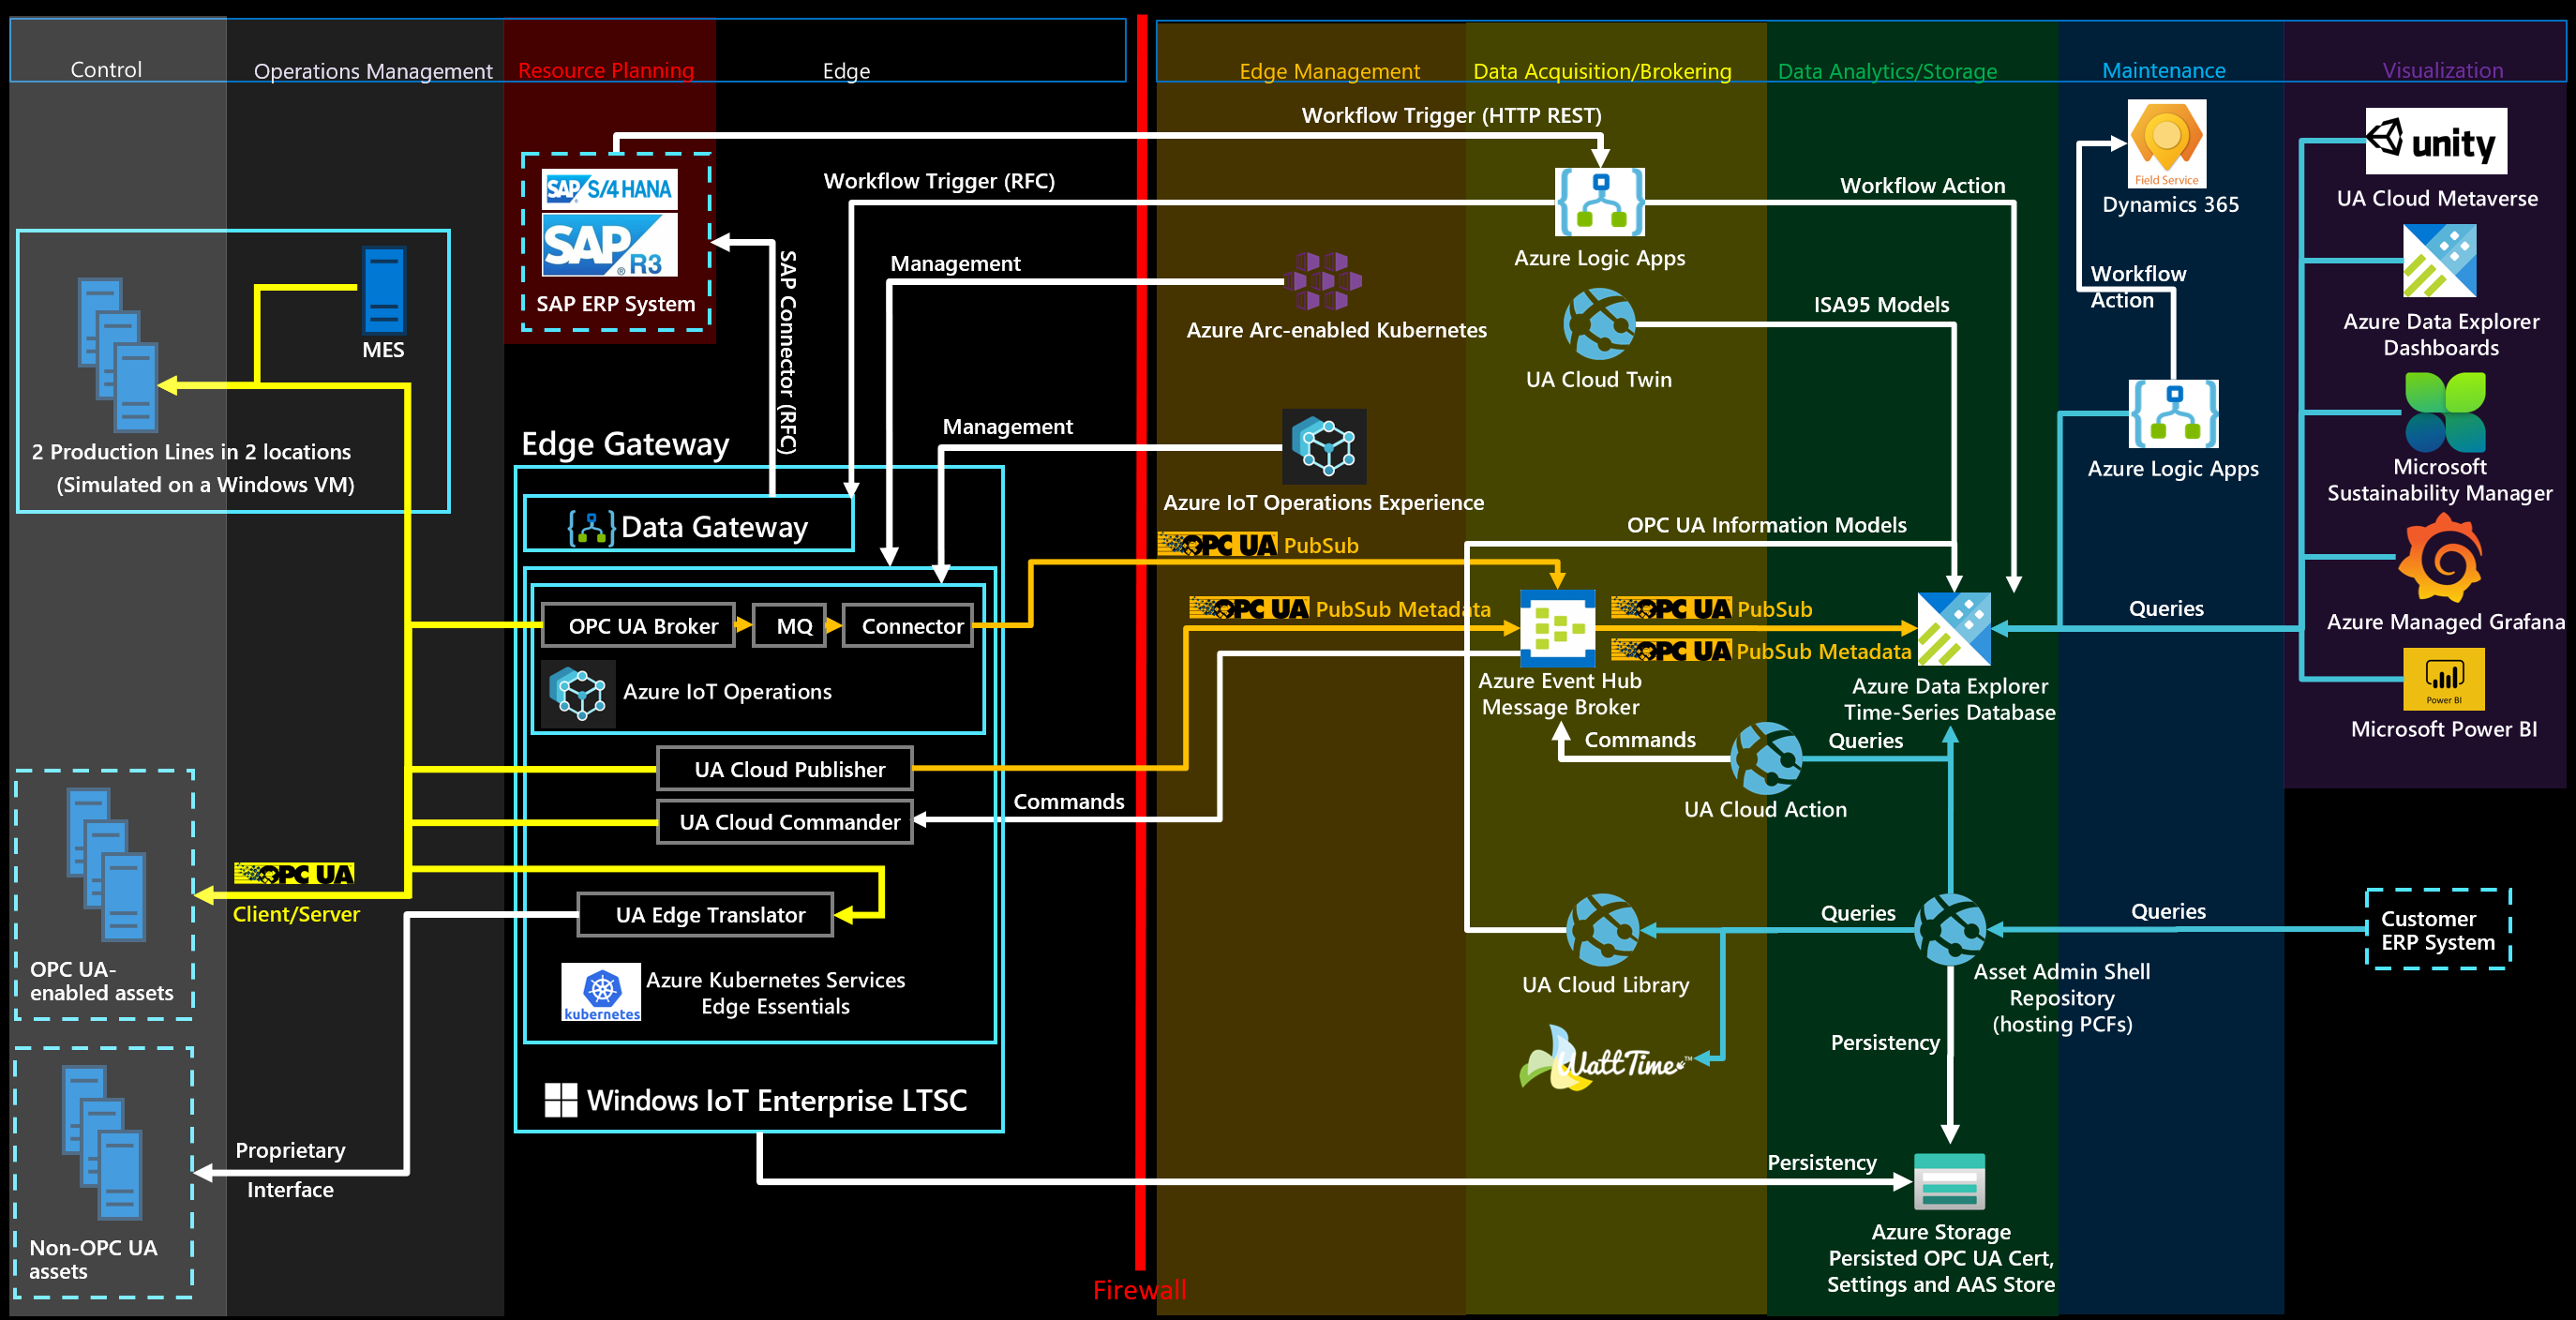 Control
Operations Management
Resource Planning
Edge
Edge Management
Data Acquisition/Brokering
Data Analytics/Storage
Maintenance
Visualization
Workflow Trigger (HTTP REST)
SAP S/4 HANA
SAP
® R3
SAP ERP System
Workflow Trigger (RFC)
SAP Connector (RFC)
Management
Azure Arc-enabled Kubernetes
Azure Logic Apps
Workflow Action
UA Cloud Twin
ISA95 Models
Field Service
Dynamics 365
Workflow
Action
Azure Logic Apps
unity
UA Cloud Metaverse
Azure Data Explorer
Dashboards
Microsoft
Sustainability Manager
Azure Managed Grafana
Power BI
Microsoft Power BI
MES
2 Production Lines in 2 locations
(Simulated on a Windows VM)
Edge Gateway
Data Gateway
Management
Azure IoT Operations Experience
OPC UA Information Models
OPC UA PubSub
OPC UA Broker
MQ
Connector
Azure IoT Operations
OPC UA PubSub Metadata
OPC UA PubSub
OPC UA PubSub Metadata
Queries
Azure Event Hub
Message Broker
Azure Data Explorer
Time-Series Database
Commands
Queries
UA Cloud Action
UA Cloud Publisher
UA Cloud Commander
Commands
OPC UA
Client/Server
UA Edge Translator
OPC UA-
enabled assets
kubernetes
Azure Kubernetes Services
Edge Essentials
Windows IoT Enterprise LTSC
UA Cloud Library
Queries
Asset Admin Shell
Repository
(hosting PCFs)
Queries
Customer
ERP System
WattTime™
Persistency
Proprietary
Interface
Non-OPC UA
assets
Persistency
Azure Storage
Persisted OPC UA Cert,
Settings and AAS Store
Firewall